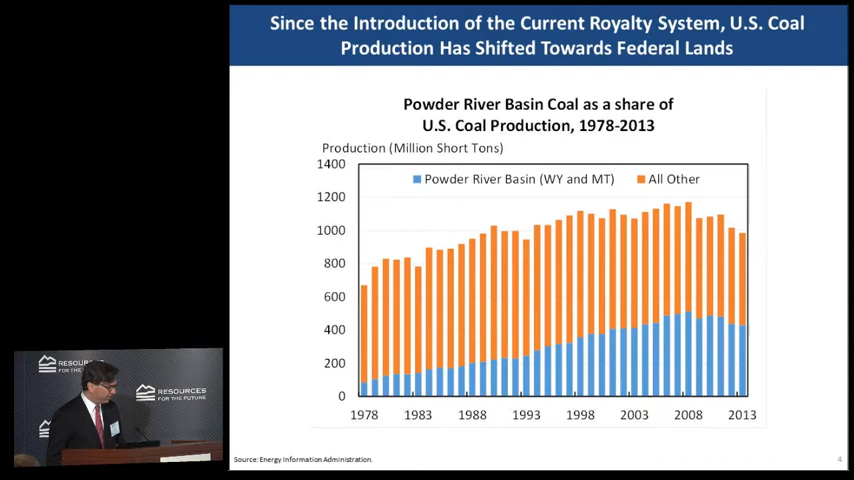 Since the Introduction of the Current Royalty System, U.S. Coal
Production Has Shifted Towards Federal Lands
Powder River Basin Coal as a share of
U.S. Coal Production, 1978-2013
Production (Million Short Tons)
1400
1200
1000
800
600
400
200
0
Powder River Basin (WY and MT)
All Other
1978
1983
1988
1993
1998
2003
2008
2013
Source: Energy Information Administration.
4
RESOURCES
FOR THE FUTURE
RESOURCES
FOR THE FUTURE